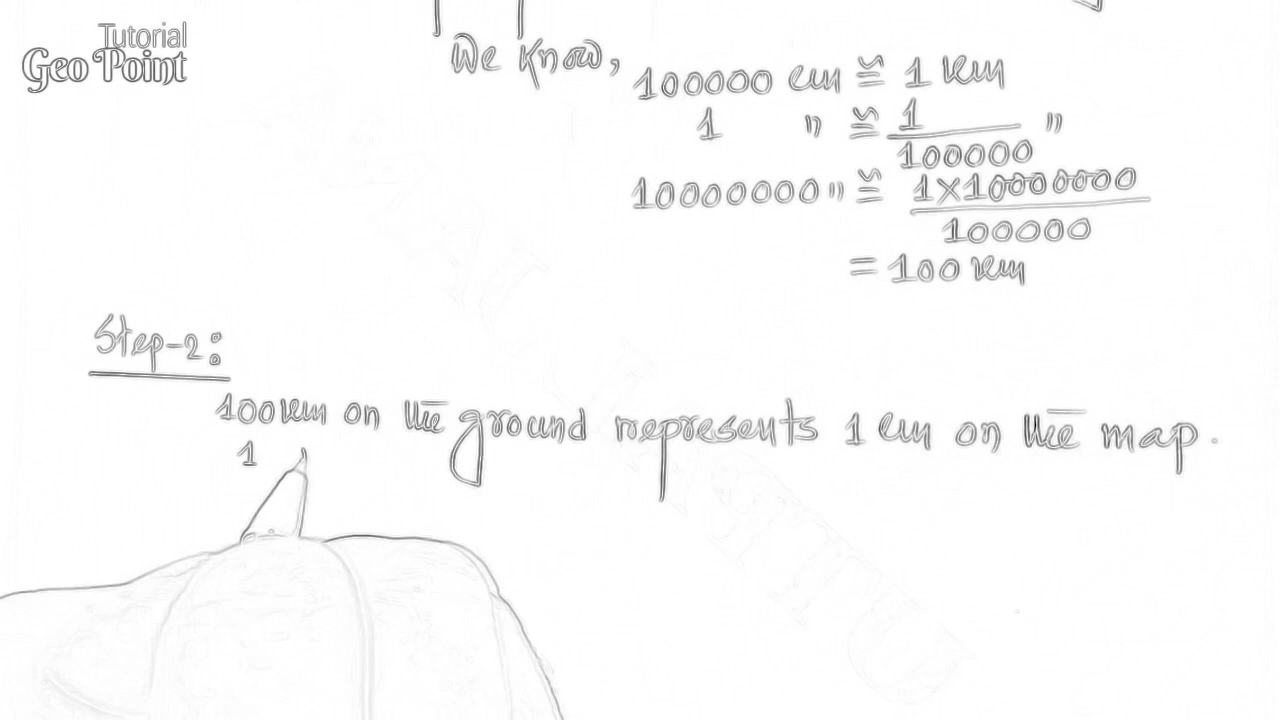 Tutorial
Geo Point
We know,
100000 cm ≌ 1 km
1 " ≌ 1/100000 "
10000000 " ≌ 1×10000000/100000
= 100 km
Step-2:
100 km on the ground represents 1 cm on the map.
1